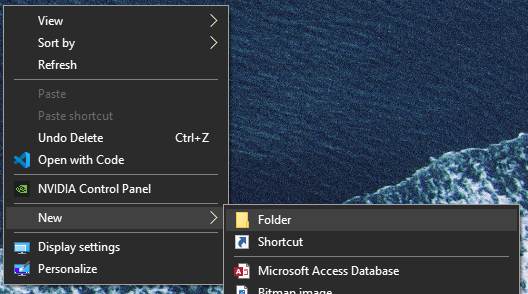 View
Sort by
Refresh
Paste
Paste shortcut
Undo Delete Ctrl+Z
Open with Code
NVIDIA Control Panel
New
Folder
Shortcut
Microsoft Access Database
Bitmap image
Display settings
Personalize